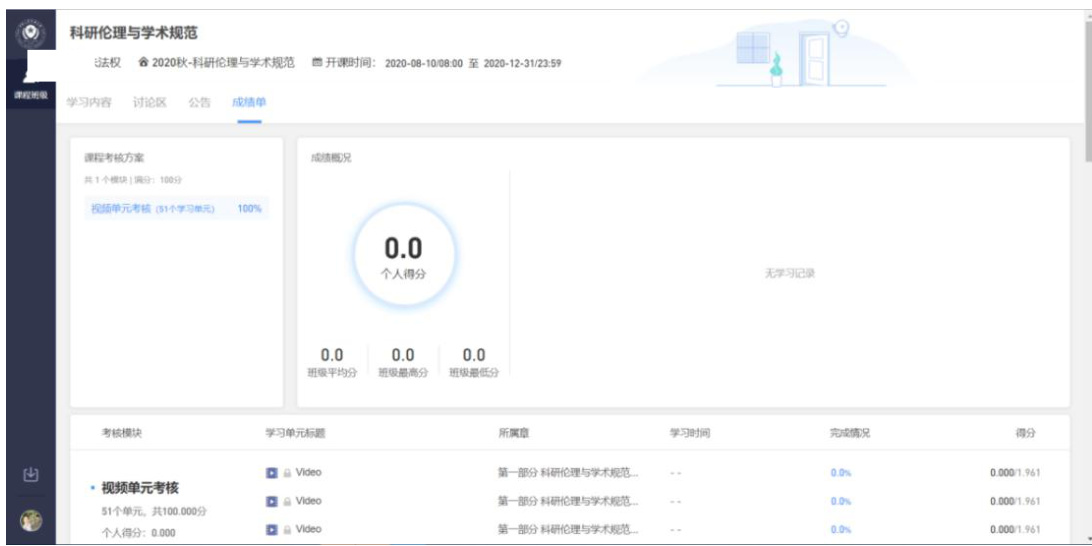 科研伦理与学术规范
法权 2020秋-科研伦理与学术规范 开课时间： 2020-08-10/08:00 至 2020-12-31/23:59
课程班级
学习内容 讨论区 公告 成绩单
课程考核方案
共 1 个模块 | 满分：100分
视频单元考核 (51个学习单元) 100%
成绩概况
0.0
个人得分
无学习记录
0.0 0.0 0.0
班级平均分 班级最高分 班级最低分
考核模块 学习单元标题 所属章 学习时间 完成情况 得分
视频单元考核
51个单元，共100.000分
个人得分：0.000
Video 第一部分 科研伦理与学术规范... - - 0.0% 0.000/1.961
Video 第一部分 科研伦理与学术规范... - - 0.0% 0.000/1.961
Video 第一部分 科研伦理与学术规范... - - 0.0% 0.000/1.961